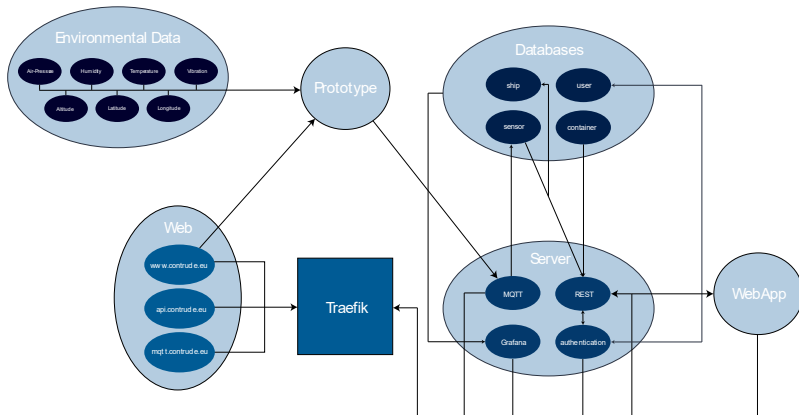 Environmental Data
Air-Pressae
Humidity
Temperature
Vibration
Altitude
Latitude
Longitude
Prototype
Databases
ship
user
sensor
container
Web
www.contrude.eu
api.contrude.eu
mqtt.contrude.eu
Traefik
Server
MQTT
REST
Grafana
authentication
WebApp